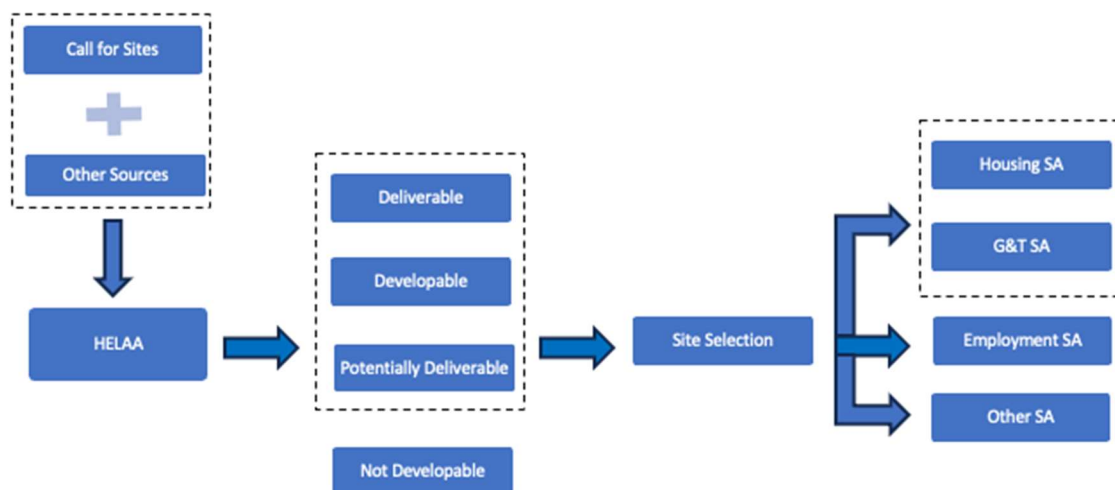 Call for Sites
Other Sources
HELAA
Deliverable
Developable
Potentially Deliverable
Not Developable
Site Selection
Housing SA
G&T SA
Employment SA
Other SA